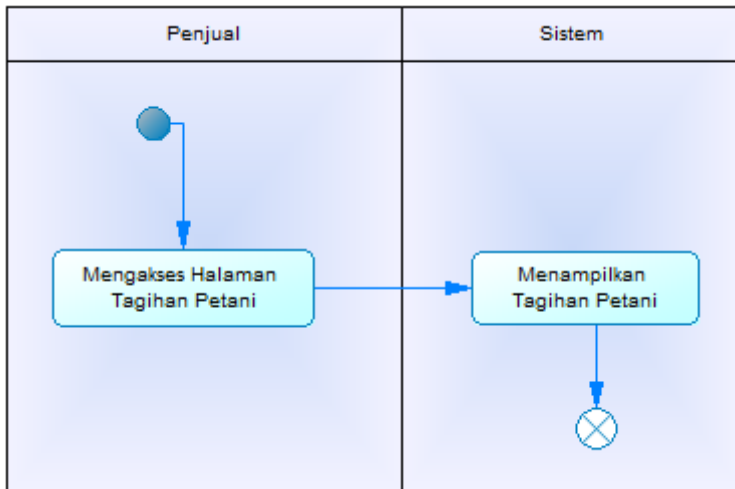 Penjual
Sistem
Mengakses Halaman
Tagihan Petani
Menampilkan
Tagihan Petani